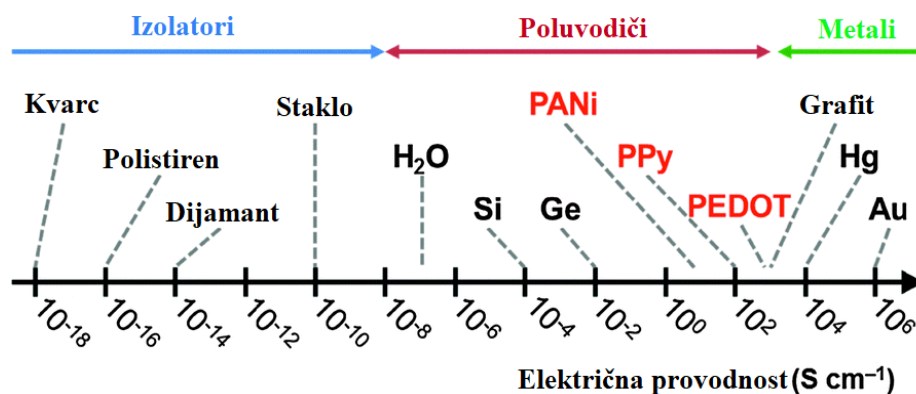 Izolatori Poluvodiči Metali
Kvarc Staklo PANi Grafit
Polistiren H₂O PPy Hg
Dijamant Si Ge PEDOT Au
10⁻¹⁸ 10⁻¹⁶ 10⁻¹⁴ 10⁻¹² 10⁻¹⁰ 10⁻⁸ 10⁻⁶ 10⁻⁴ 10⁻² 10⁰ 10² 10⁴ 10⁶
Električna provodnost (S cm⁻¹)